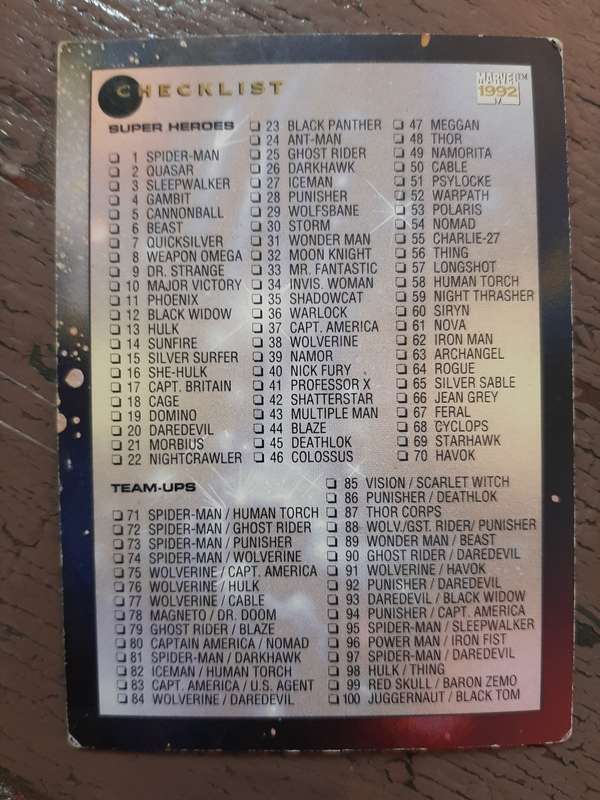 CHECKLIST
MARVEL™
1992
IV
SUPER HEROES
1 SPIDER-MAN
2 QUASAR
3 SLEEPWALKER
4 GAMBIT
5 CANNONBALL
6 BEAST
7 QUICKSILVER
8 WEAPON OMEGA
9 DR. STRANGE
10 MAJOR VICTORY
11 PHOENIX
12 BLACK WIDOW
13 HULK
14 SUNFIRE
15 SILVER SURFER
16 SHE-HULK
17 CAPT. BRITAIN
18 CAGE
19 DOMINO
20 DAREDEVIL
21 MORBIUS
22 NIGHTCRAWLER
23 BLACK PANTHER
24 ANT-MAN
25 GHOST RIDER
26 DARKHAWK
27 ICEMAN
28 PUNISHER
29 WOLFSBANE
30 STORM
31 WONDER MAN
32 MOON KNIGHT
33 MR. FANTASTIC
34 INVIS. WOMAN
35 SHADOWCAT
36 WARLOCK
37 CAPT. AMERICA
38 WOLVERINE
39 NAMOR
40 NICK FURY
41 PROFESSOR X
42 SHATTERSTAR
43 MULTIPLE MAN
44 BLAZE
45 DEATHLOK
46 COLOSSUS
47 MEGGAN
48 THOR
49 NAMORITA
50 CABLE
51 PSYLOCKE
52 WARPATH
53 POLARIS
54 NOMAD
55 CHARLIE-27
56 THING
57 LONGSHOT
58 HUMAN TORCH
59 NIGHT THRASHER
60 SIRYN
61 NOVA
62 IRON MAN
63 ARCHANGEL
64 ROGUE
65 SILVER SABLE
66 JEAN GREY
67 FERAL
68 CYCLOPS
69 STARHAWK
70 HAVOK
TEAM-UPS
71 SPIDER-MAN / HUMAN TORCH
72 SPIDER-MAN / GHOST RIDER
73 SPIDER-MAN / PUNISHER
74 SPIDER-MAN / WOLVERINE
75 WOLVERINE / CAPT. AMERICA
76 WOLVERINE / HULK
77 WOLVERINE / CABLE
78 MAGNETO / DR. DOOM
79 GHOST RIDER / BLAZE
80 CAPTAIN AMERICA / NOMAD
81 SPIDER-MAN / DARKHAWK
82 ICEMAN / HUMAN TORCH
83 CAPT. AMERICA / U.S. AGENT
84 WOLVERINE / DAREDEVIL
85 VISION / SCARLET WITCH
86 PUNISHER / DEATHLOK
87 THOR CORPS
88 WOLV./GST. RIDER/ PUNISHER
89 WONDER MAN / BEAST
90 GHOST RIDER / DAREDEVIL
91 WOLVERINE / HAVOK
92 PUNISHER / DAREDEVIL
93 DAREDEVIL / BLACK WIDOW
94 PUNISHER / CAPT. AMERICA
95 SPIDER-MAN / SLEEPWALKER
96 POWER MAN / IRON FIST
97 SPIDER-MAN / DAREDEVIL
98 HULK / THING
99 RED SKULL / BARON ZEMO
100 JUGGERNAUT / BLACK TOM